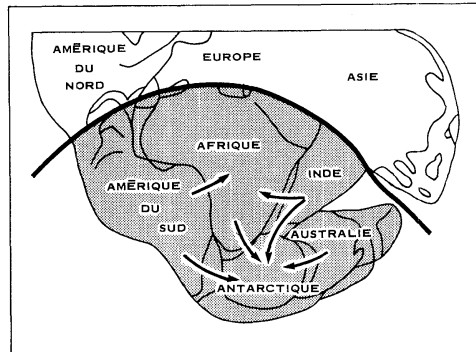 AMÉRIQUE
DU
NORD
EUROPE
ASIE
AFRIQUE
INDE
AMÉRIQUE
DU
SUD
AUSTRALIE
ANTARCTIQUE